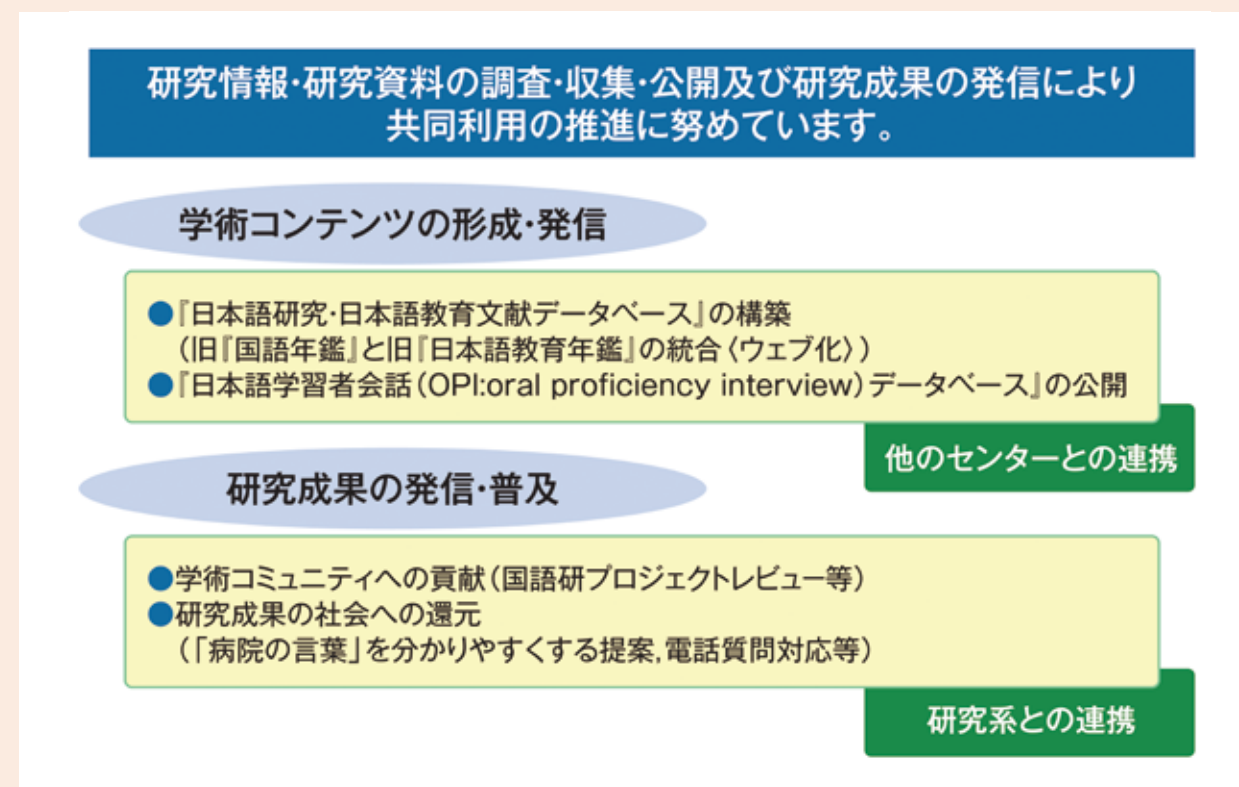 研究情報・研究資料の調査・収集・公開及び研究成果の発信により
共同利用の推進に努めています。
学術コンテンツの形成・発信
●『日本語研究・日本語教育文献データベース』の構築
（旧『国語年鑑』と旧『日本語教育年鑑』の統合〈ウェブ化〉）
●『日本語学習者会話（OPI:oral proficiency interview）データベース』の公開
他のセンターとの連携
研究成果の発信・普及
●学術コミュニティへの貢献（国語研プロジェクトレビュー等）
●研究成果の社会への還元
（「病院の言葉」を分かりやすくする提案,電話質問対応等）
研究系との連携